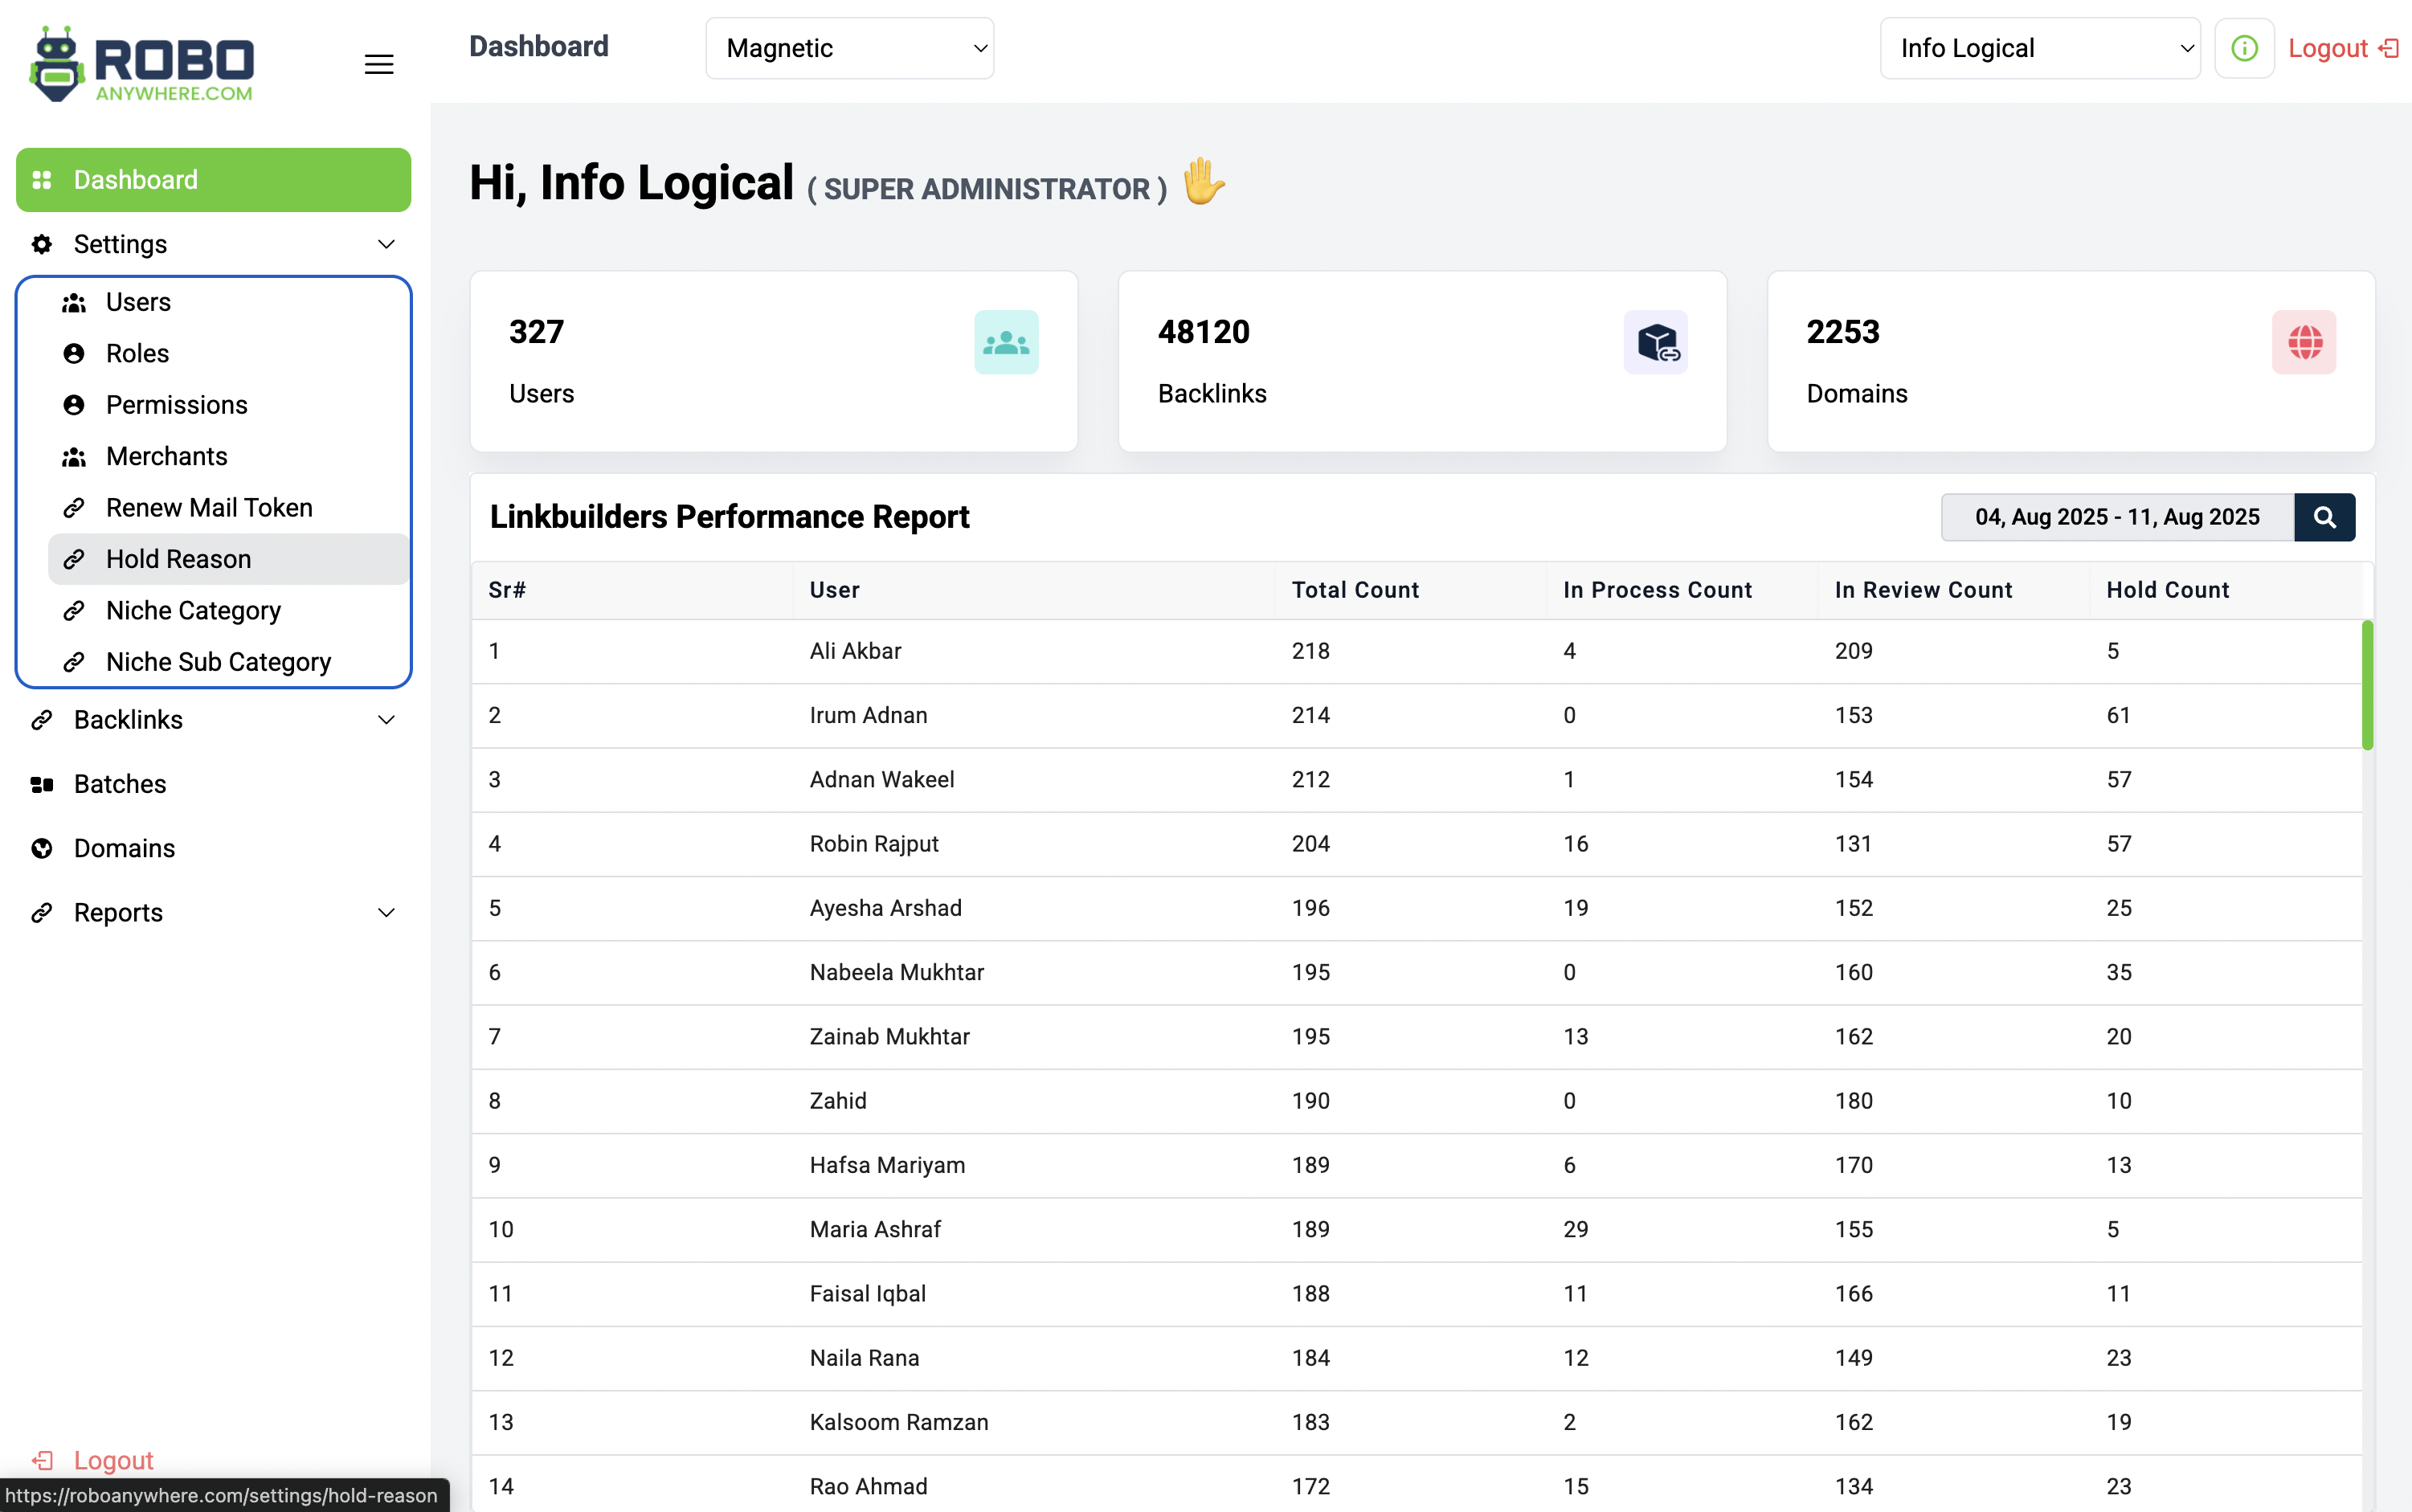 ROBO
ANYWHERE.COM
Dashboard
Magnetic
Info Logical
Logout
Dashboard
Settings
Users
Roles
Permissions
Merchants
Renew Mail Token
Hold Reason
Niche Category
Niche Sub Category
Backlinks
Batches
Domains
Reports
Logout
https://roboanywhere.com/settings/hold-reason
Hi, Info Logical ( SUPER ADMINISTRATOR )
327
Users
48120
Backlinks
2253
Domains
Linkbuilders Performance Report
04, Aug 2025 - 11, Aug 2025
Sr# User Total Count In Process Count In Review Count Hold Count
1 Ali Akbar 218 4 209 5
2 Irum Adnan 214 0 153 61
3 Adnan Wakeel 212 1 154 57
4 Robin Rajput 204 16 131 57
5 Ayesha Arshad 196 19 152 25
6 Nabeela Mukhtar 195 0 160 35
7 Zainab Mukhtar 195 13 162 20
8 Zahid 190 0 180 10
9 Hafsa Mariyam 189 6 170 13
10 Maria Ashraf 189 29 155 5
11 Faisal Iqbal 188 11 166 11
12 Naila Rana 184 12 149 23
13 Kalsoom Ramzan 183 2 162 19
14 Rao Ahmad 172 15 134 23